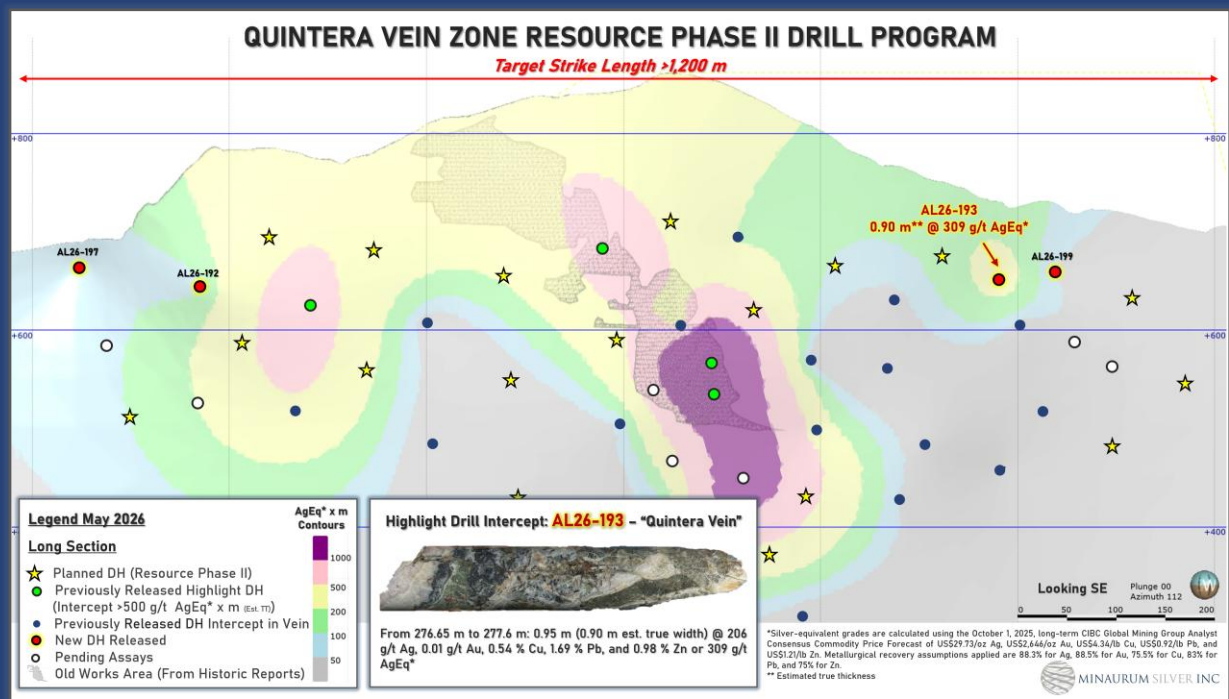 QUINTERA VEIN ZONE RESOURCE PHASE II DRILL PROGRAM
Target Strike Length >1,200 m
+800
+800
AL26-193
0.90 m** @ 309 g/t AgEq*
AL26-197
AL26-192
AL26-199
+600
+600
+400
Legend May 2026
Long Section
Planned DH (Resource Phase II)
Previously Released Highlight DH
(Intercept >500 g/t AgEq* x m (Est. TT))
Previously Released DH Intercept in Vein
New DH Released
Pending Assays
Old Works Area (From Historic Reports)
AgEq* x m
Contours
1000
500
200
100
50
Highlight Drill Intercept: AL26-193 – "Quintera Vein"
From 276.65 m to 277.6 m: 0.95 m (0.90 m est. true width) @ 206
g/t Ag, 0.01 g/t Au, 0.54 % Cu, 1.69 % Pb, and 0.98 % Zn or 309 g/t
AgEq*
Looking SE
Plunge 00
Azimuth 112
0 50 100 150 200
*Silver-equivalent grades are calculated using the October 1, 2025, long-term CIBC Global Mining Group Analyst
Consensus Commodity Price Forecast of US$29.73/oz Ag, US$2,646/oz Au, US$4.34/lb Cu, US$0.92/lb Pb, and
US$1.21/lb Zn. Metallurgical recovery assumptions applied are 88.3% for Ag, 88.5% for Au, 75.5% for Cu, 83% for
Pb, and 75% for Zn.
** Estimated true thickness
MINAURUM SILVER INC